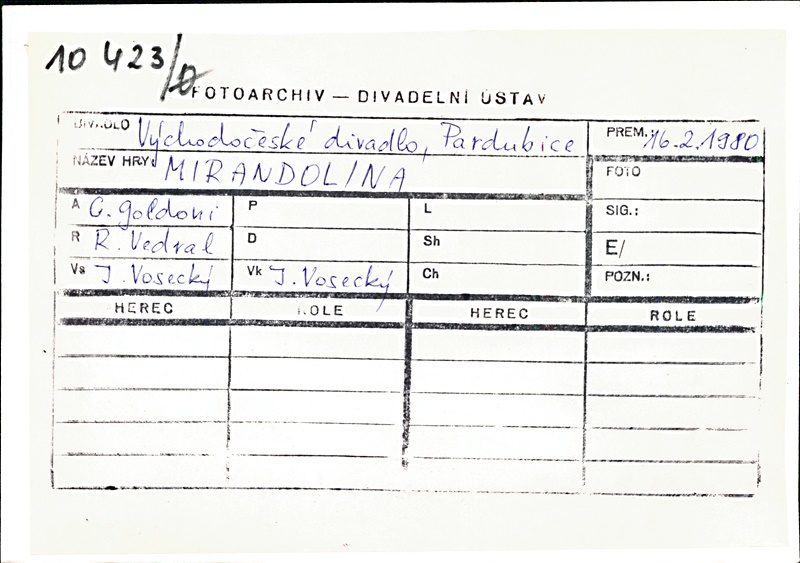 10 423/0
FOTOARCHIV — DIVADELNÍ ÚSTAV
DIVADLO Východočeské divadlo, Pardubice PREM. 16.2.1980
NÁZEV HRY: MIRANDOLINA FOTO
A C. Goldoni P L SIG.:
R R. Vedral D Sh E/
Vs J. Vosecký Vk J. Vosecký Ch POZN.:
HEREC ROLE HEREC ROLE